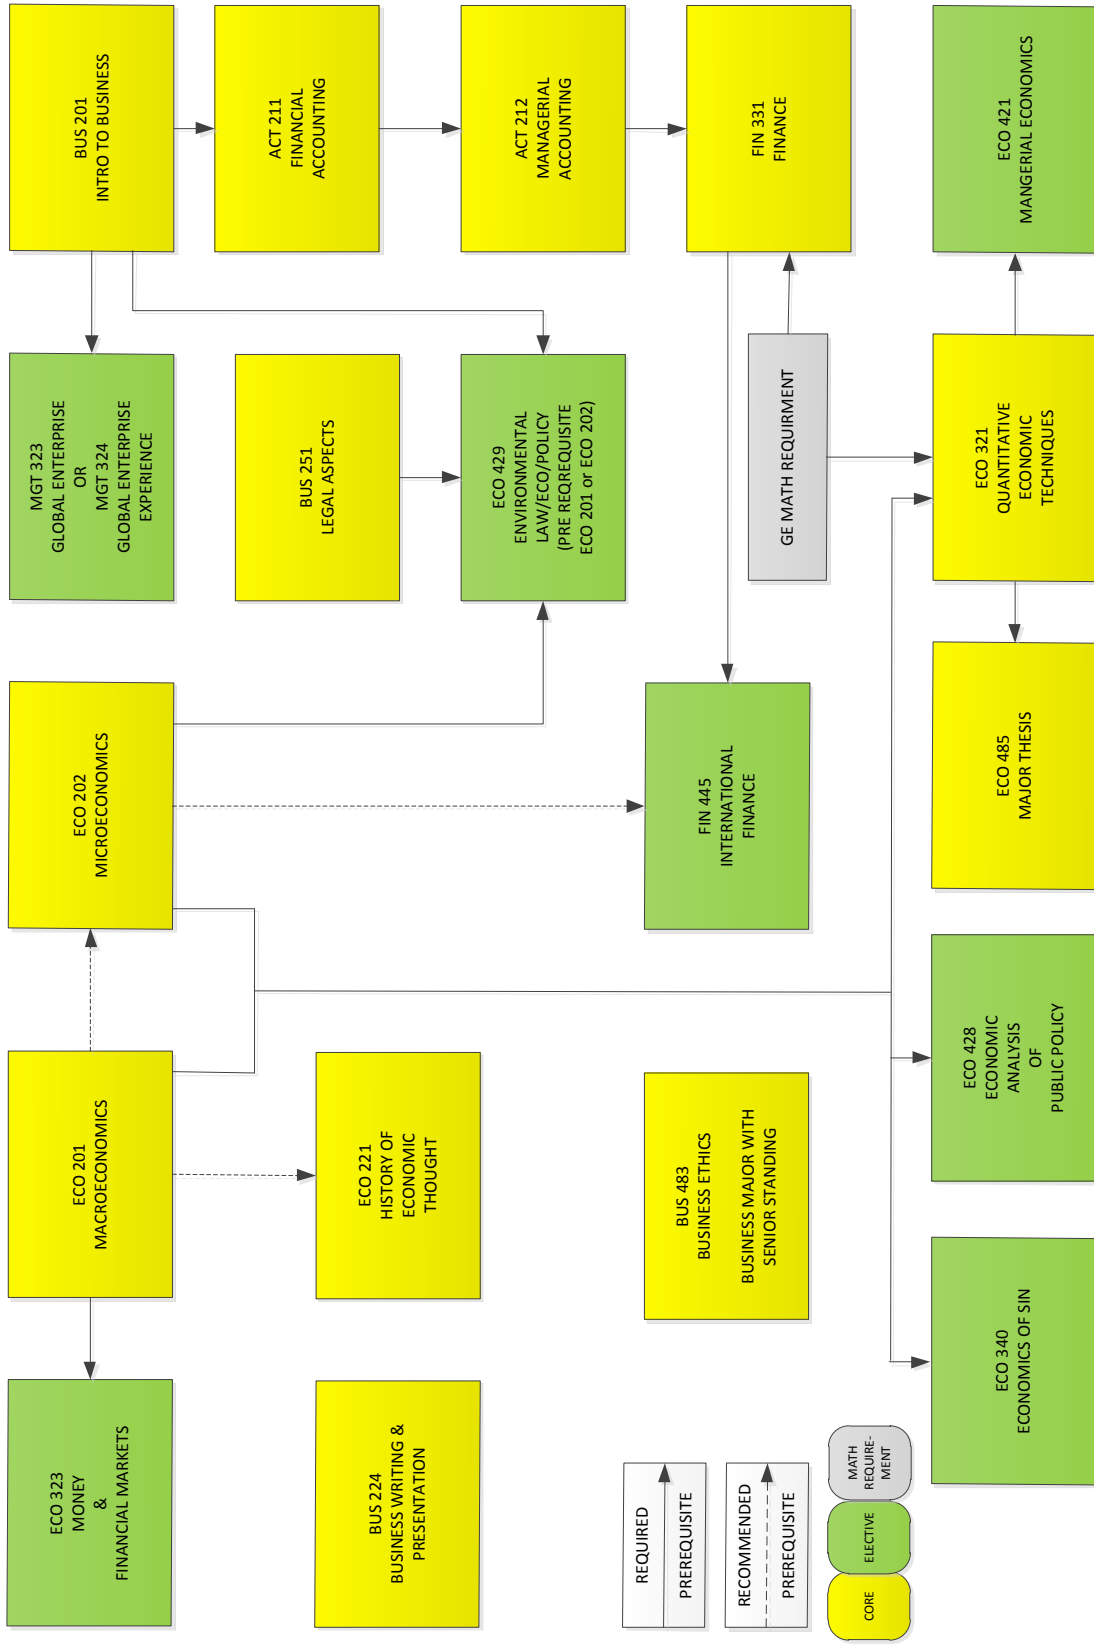 ECO 323
MONEY
&
FINANCIAL MARKETS
ECO 201
MACROECONOMICS
ECO 202
MICROECONOMICS
MGT 323
GLOBAL ENTERPRISE
OR
MGT 324
GLOBAL ENTERPRISE
EXPERIENCE
BUS 201
INTRO TO BUSINESS
BUS 251
LEGAL ASPECTS
ACT 211
FINANCIAL
ACCOUNTING
BUS 224
BUSINESS WRITING &
PRESENTATION
ECO 221
HISTORY OF
ECONOMIC
THOUGHT
ECO 429
ENVIRONMENTAL
LAW/ECO/POLICY
(PRE REQREQUISITE
ECO 201 or ECO 202)
ACT 212
MANAGERIAL
ACCOUNTING
BUS 483
BUSINESS ETHICS
BUSINESS MAJOR WITH
SENIOR STANDING
FIN 445
INTERNATIONAL
FINANCE
FIN 331
FINANCE
GE MATH REQUIRMENT
REQUIRED
PREREQUISITE
RECOMMENDED
PREREQUISITE
CORE
ELECTIVE
MATH
REQUIRE-
MENT
ECO 340
ECONOMICS OF SIN
ECO 428
ECONOMIC
ANALYSIS
OF
PUBLIC POLICY
ECO 485
MAJOR THESIS
ECO 321
QUANTITATIVE
ECONOMIC
TECHNIQUES
ECO 421
MANGERIAL ECONOMICS